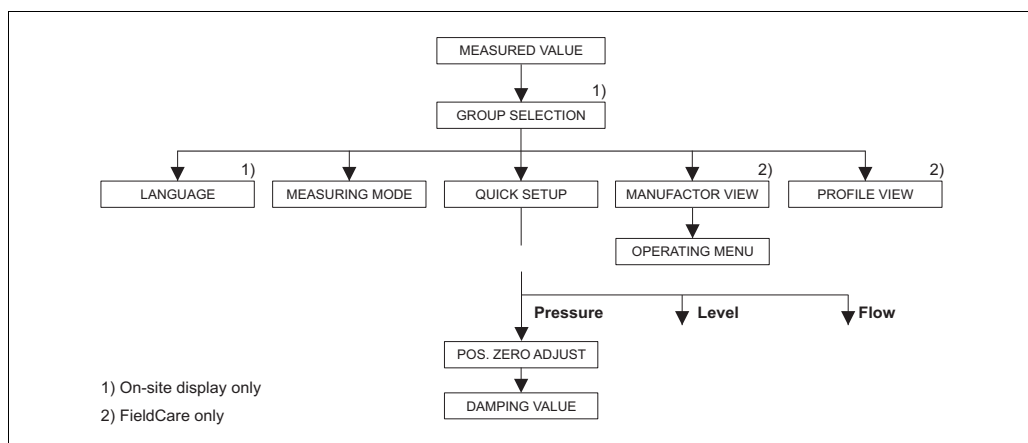 MEASURED VALUE
1)
GROUP SELECTION
1)
2)
2)
LANGUAGE
MEASURING MODE
QUICK SETUP
MANUFACTOR VIEW
PROFILE VIEW
OPERATING MENU
Pressure
Level
Flow
POS. ZERO ADJUST
DAMPING VALUE
1) On-site display only
2) FieldCare only